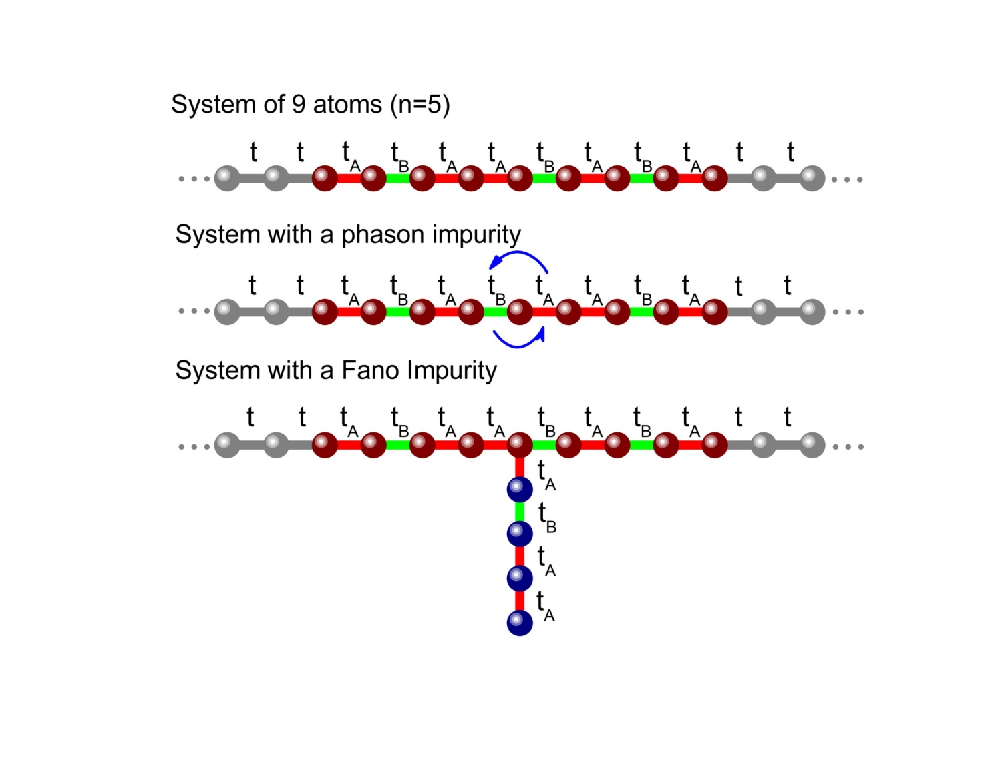 System of 9 atoms (n=5)
t t tA tB tA tA tB tA tB tA t t
System with a phason impurity
t t tA tB tA tB tA tA tB tA t t
System with a Fano Impurity
t t tA tB tA tA tB tA tB tA t t
tA
tB
tA
tA